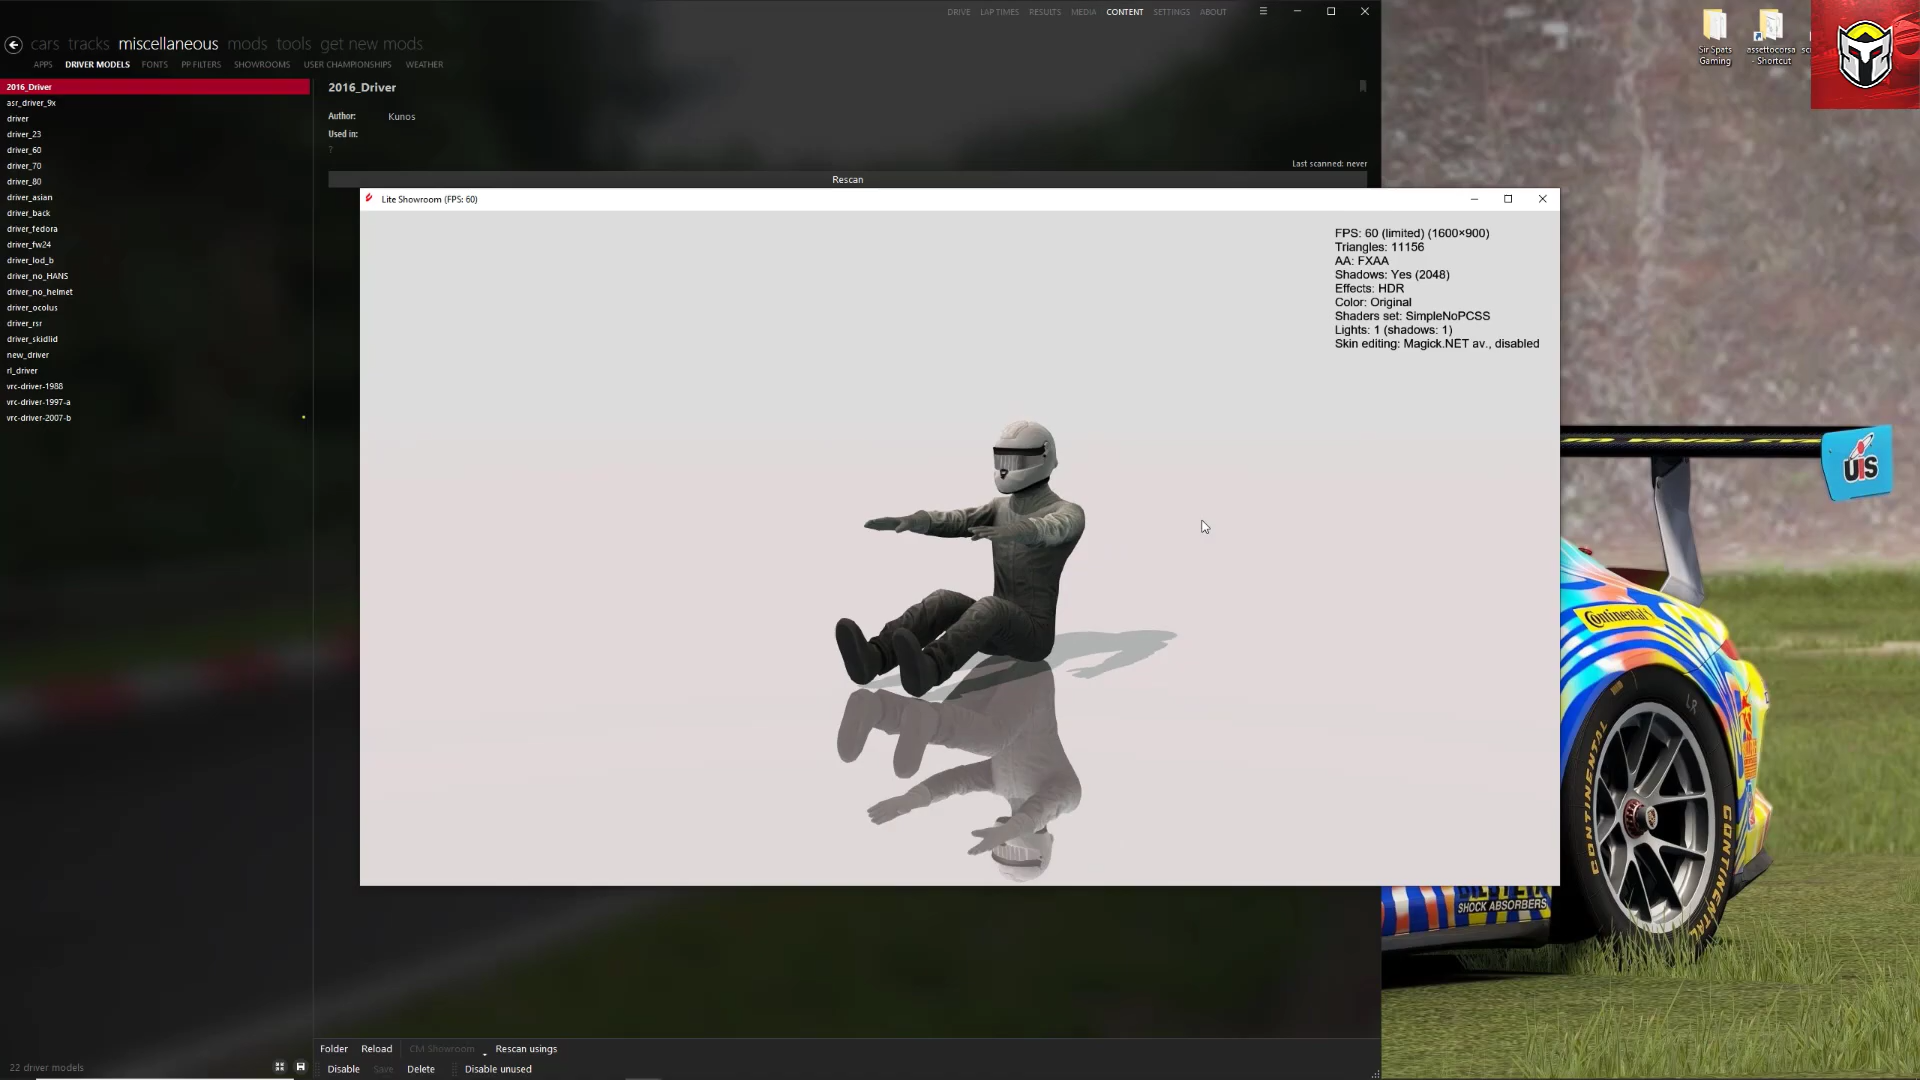 DRIVE LAP TIMES RESULTS MEDIA CONTENT SETTINGS ABOUT
cars tracks miscellaneous mods tools get new mods
APPS DRIVER MODELS FONTS PP FILTERS SHOWROOMS USER CHAMPIONSHIPS WEATHER
2016_Driver
asr_driver_9x
driver
driver_23
driver_60
driver_70
driver_80
driver_asian
driver_back
driver_fedora
driver_fw24
driver_lod_b
driver_no_HANS
driver_no_helmet
driver_ocolus
driver_rsr
driver_skidlid
new_driver
rl_driver
vrc-driver-1988
vrc-driver-1997-a
vrc-driver-2007-b
22 driver models
2016_Driver
Author: Kunos
Used in:
?
Last scanned: never
Rescan
Lite Showroom (FPS: 60)
FPS: 60 (limited) (1600×900)
Triangles: 11156
AA: FXAA
Shadows: Yes (2048)
Effects: HDR
Color: Original
Shaders set: SimpleNoPCSS
Lights: 1 (shadows: 1)
Skin editing: Magick.NET av., disabled
Folder Reload CM Showroom Rescan usings
Disable Save Delete Disable unused
Sir Spats
Gaming
assettocorsa
- Shortcut
UIS
Continental
LR
CONTINENTAL
CONTINENTAL
SHOCK ABSORBERS